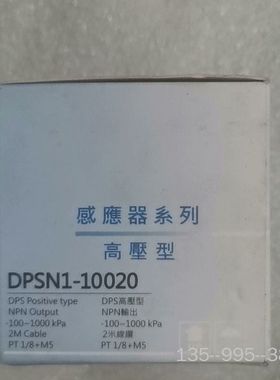 感應器系列
高壓型
DPSN1-10020
DPS Positive type DPS高壓型
NPN Output NPN輸出
-100~1000 kPa -100~1000 kPa
2M Cable 2米線纜
PT 1/8+M5 PT 1/8+M5
135-995-3